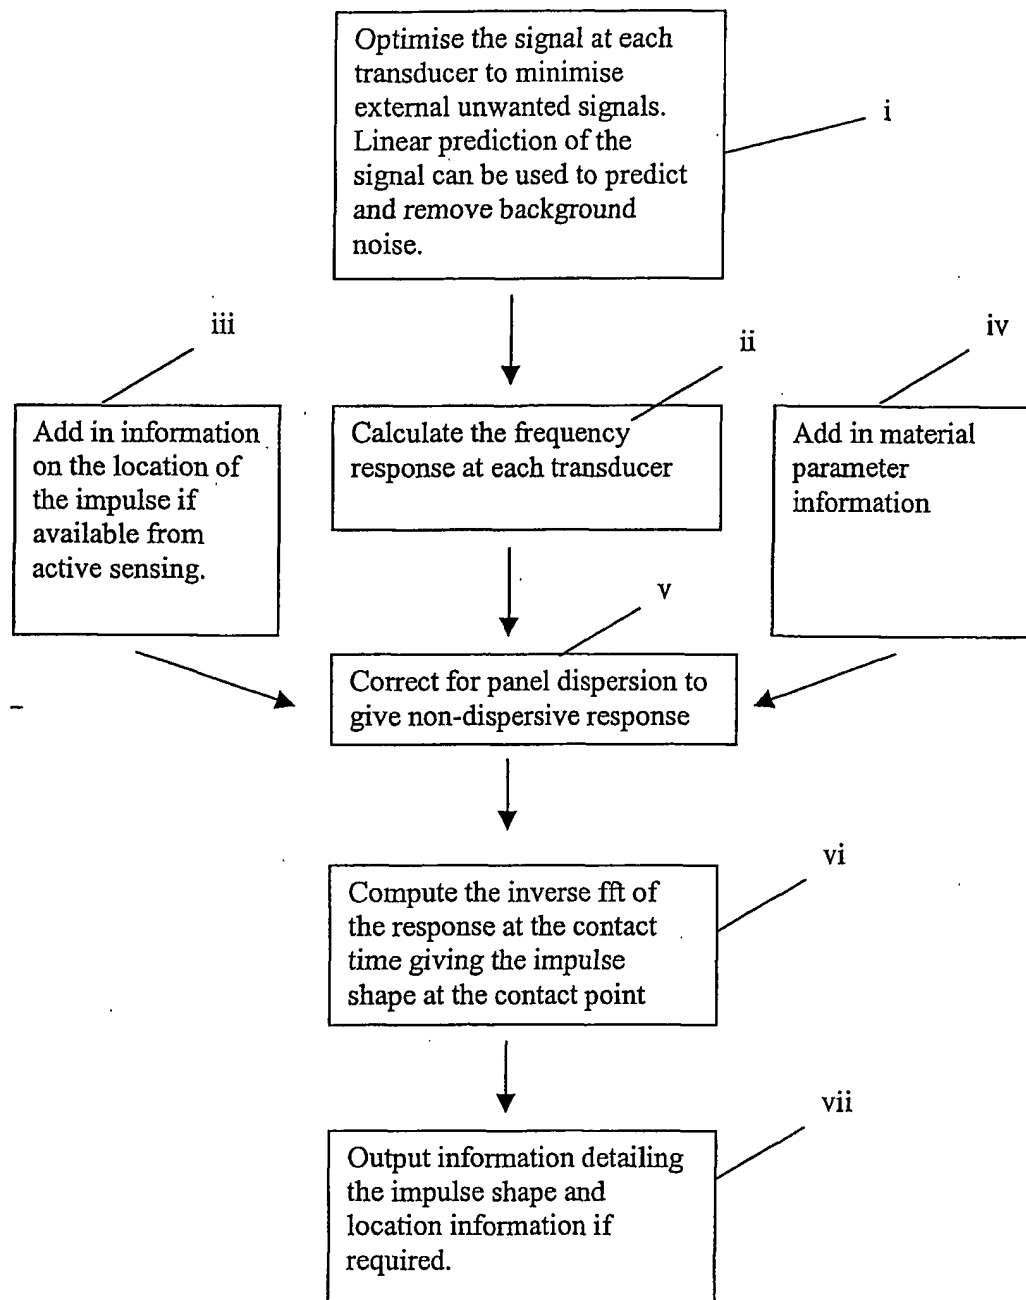 Optimise the signal at each
transducer to minimise
external unwanted signals.
Linear prediction of the
signal can be used to predict
and remove background
noise.
i
iii
ii
iv
Add in information
on the location of
the impulse if
available from
active sensing.
Calculate the frequency
response at each transducer
Add in material
parameter
information
v
Correct for panel dispersion to
give non-dispersive response
vi
Compute the inverse fft of
the response at the contact
time giving the impulse
shape at the contact point
vii
Output information detailing
the impulse shape and
location information if
required.